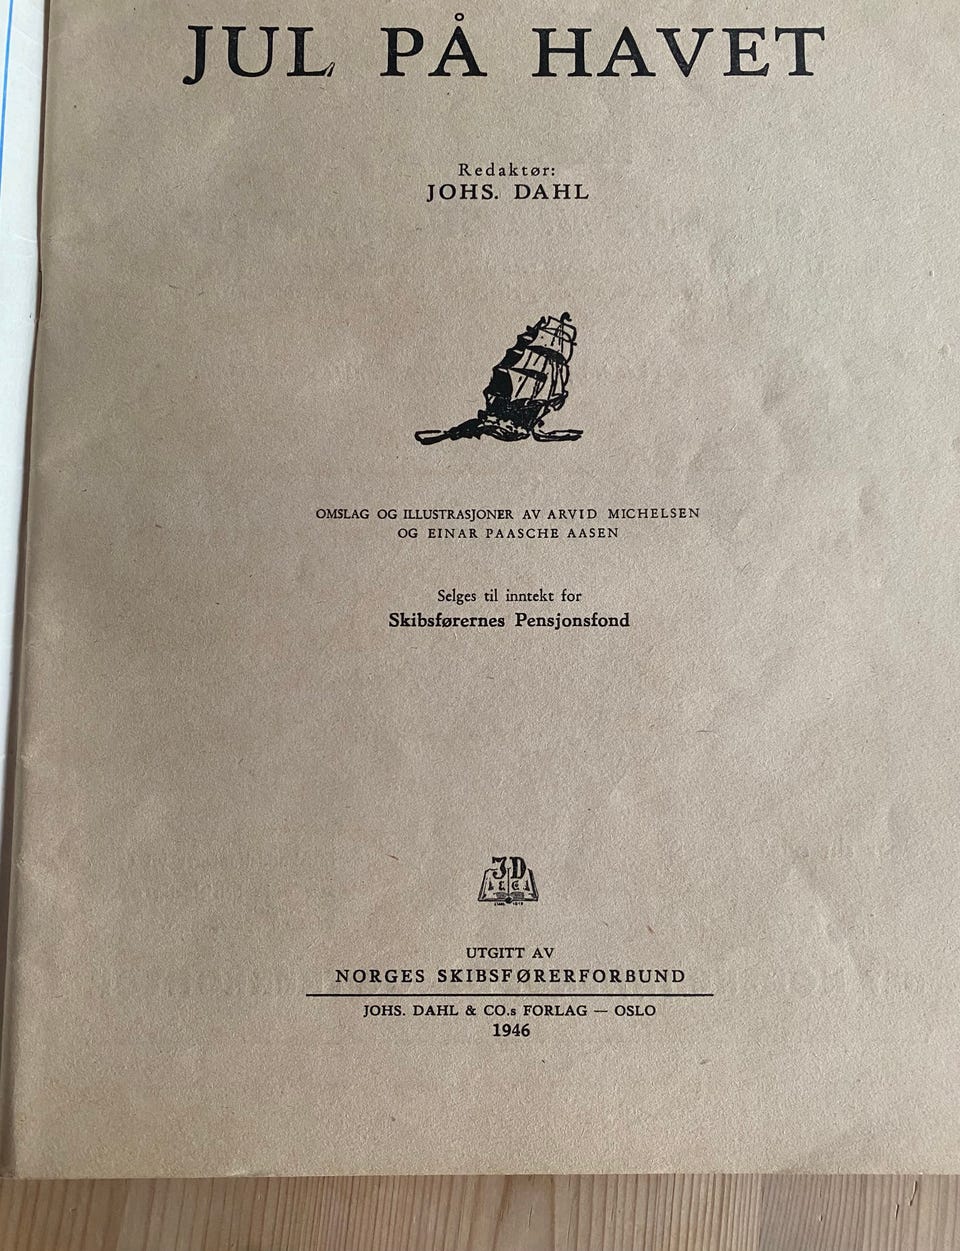 JUL PÅ HAVET
Redaktør:
JOHS. DAHL
OMSLAG OG ILLUSTRASJONER AV ARVID MICHELSEN
OG EINAR PAASCHE AASEN
Selges til inntekt for
Skibsførernes Pensjonsfond
JD
UTGITT AV
NORGES SKIBSFØRERFORBUND
JOHS. DAHL & CO.s FORLAG — OSLO
1946